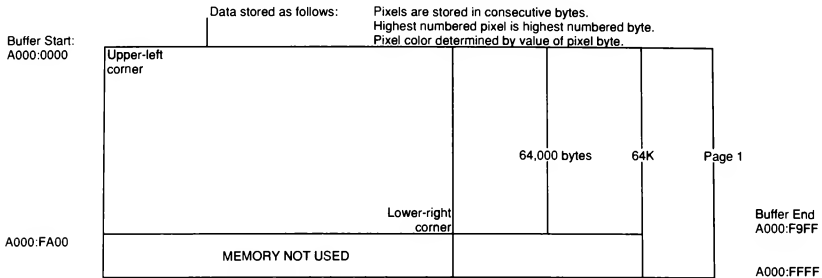 Data stored as follows: Pixels are stored in consecutive bytes.
Highest numbered pixel is highest numbered byte.
Pixel color determined by value of pixel byte.
Buffer Start:
A000:0000
Upper-left
corner
64,000 bytes 64K Page 1
Lower-right
corner
Buffer End
A000:F9FF
A000:FA00
MEMORY NOT USED
A000:FFFF